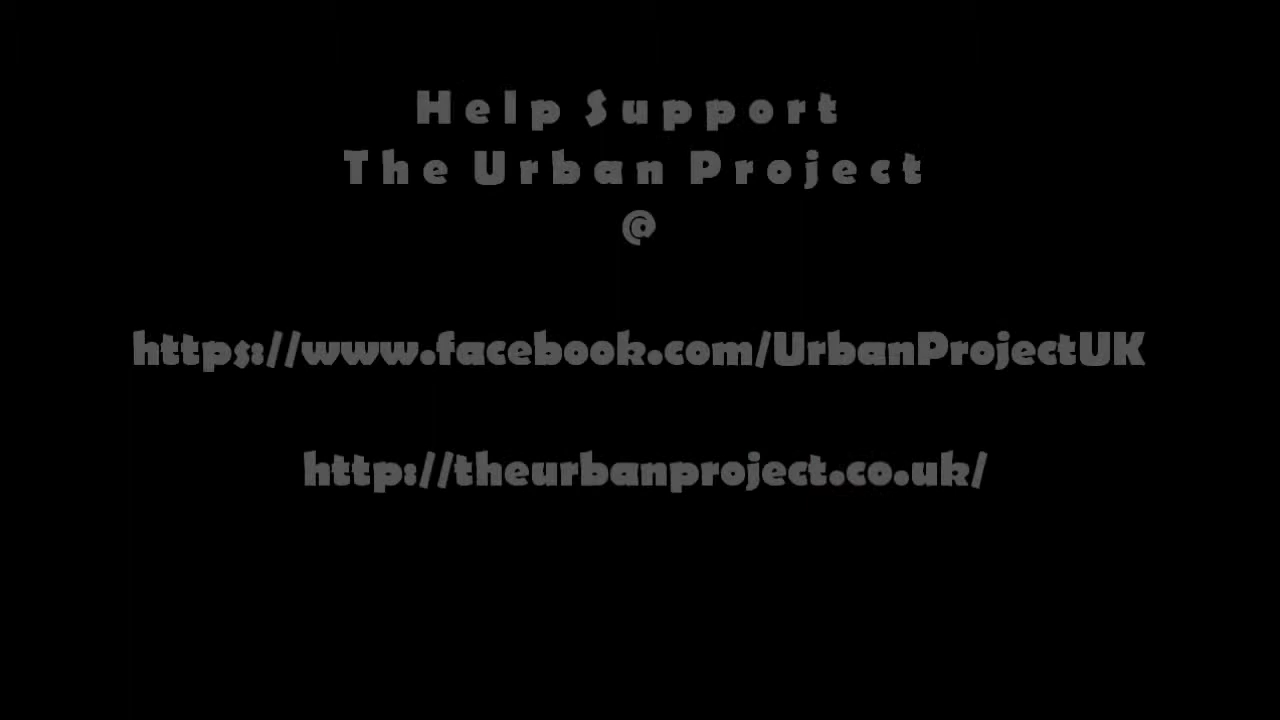 Help Support
The Urban Project
@
https://www.facebook.com/UrbanProjectUK
http://theurbanproject.co.uk/